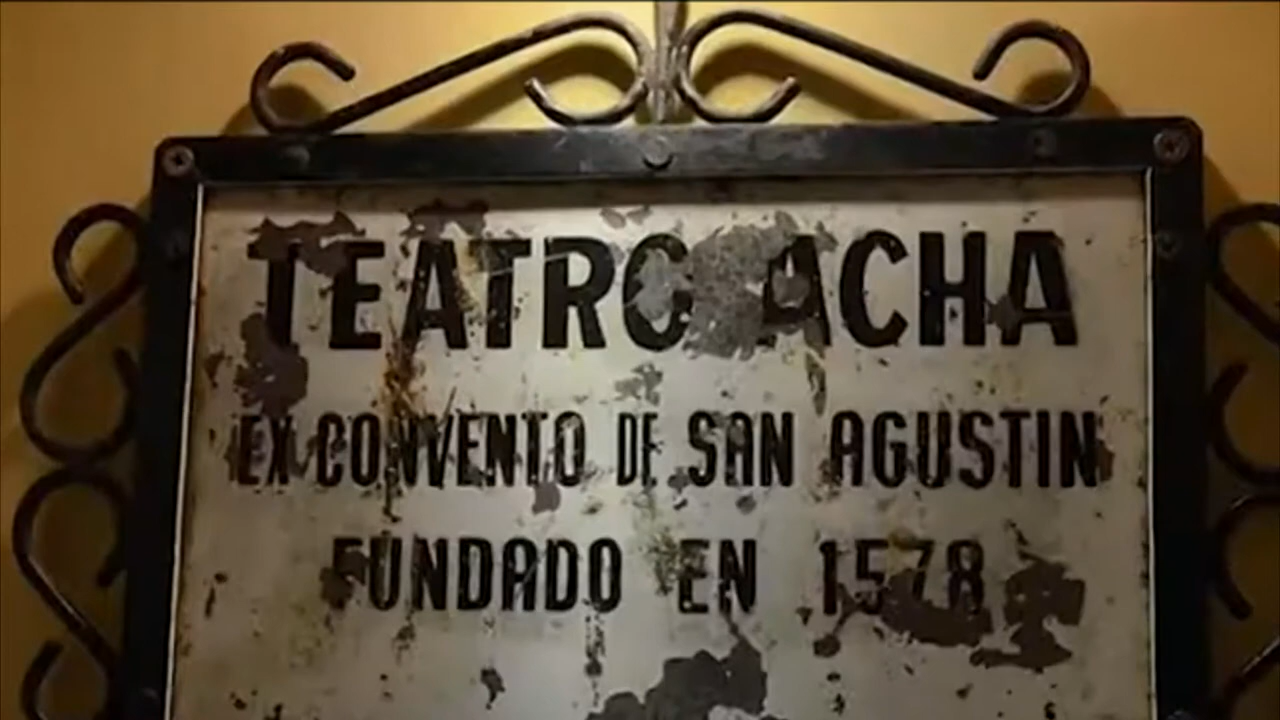 TEATRO ACHA
EX CONVENTO DE SAN AGUSTIN
FUNDADO EN 1578